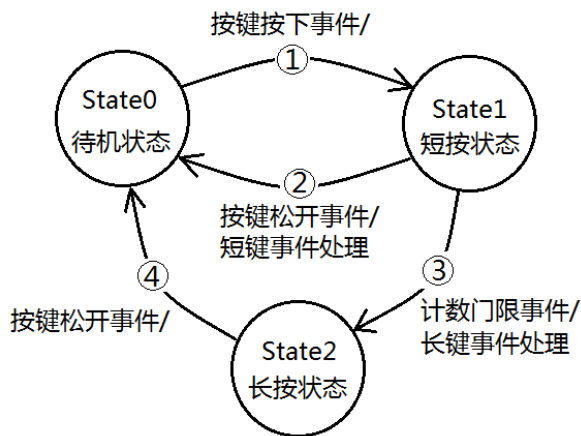 按键按下事件/
①
State0
待机状态
State1
短按状态
②
按键松开事件/
短键事件处理
④
③
按键松开事件/
计数门限事件/
长键事件处理
State2
长按状态